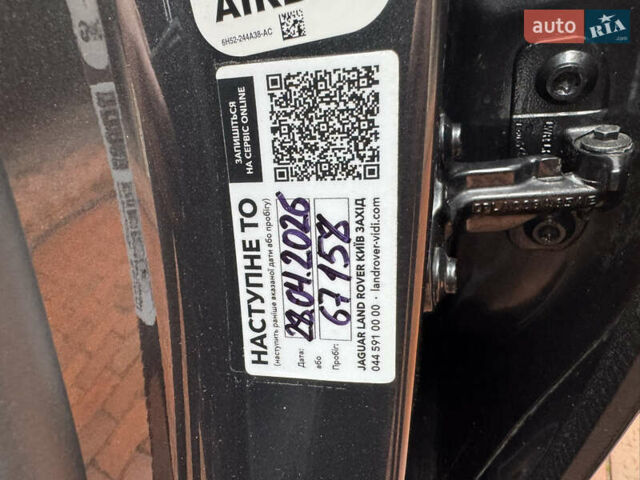 6H52-244A38-AC
ЗАПИШІТЬСЯ
НА СЕРВІС ONLINE
НАСТУПНЕ ТО
(наступить раніше вказаної дати або пробігу)
Дата: 28.04.2026
або
Пробіг: 67158
JAGUAR LAND ROVER КИЇВ ЗАХІД
044 591 00 00 · landrover-vidi.com
auto RIA
.com